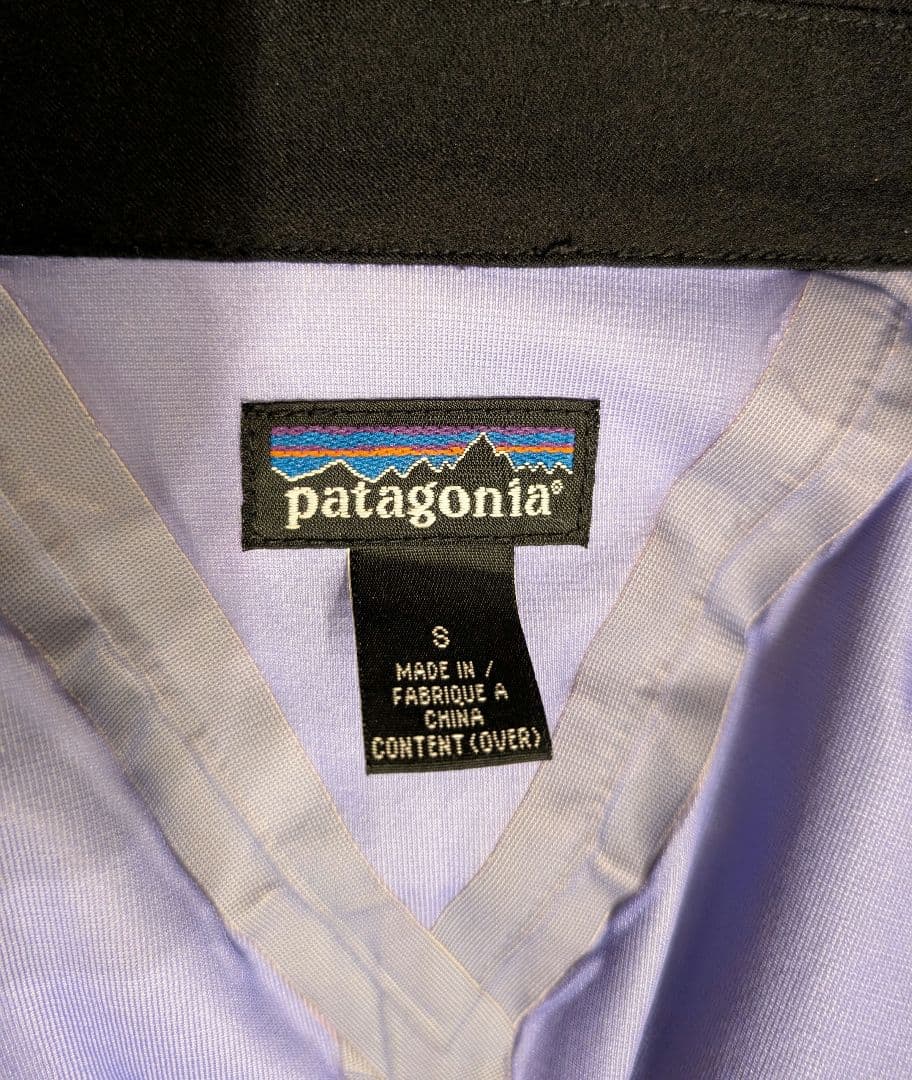 patagonia®
S
MADE IN /
FABRIQUE A
CHINA
CONTENT (OVER)